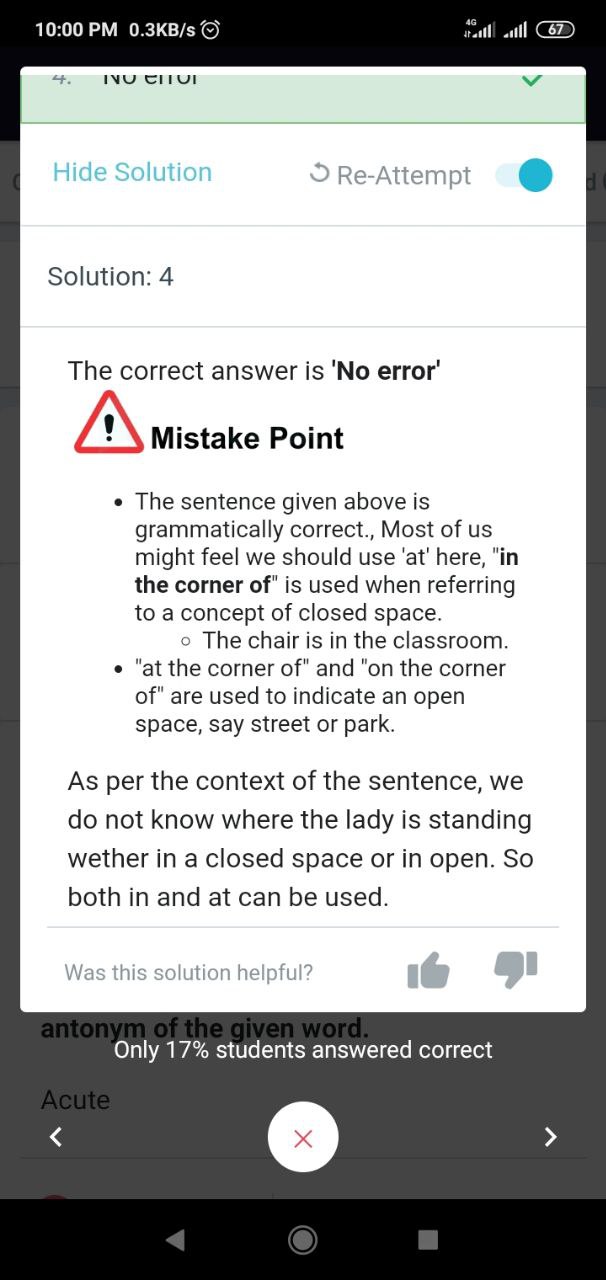 10:00 PM 0.3KB/s
4G
67
4. No error
Hide Solution
Re-Attempt
Solution: 4
The correct answer is 'No error'
! Mistake Point
• The sentence given above is
grammatically correct., Most of us
might feel we should use 'at' here, "in
the corner of" is used when referring
to a concept of closed space.
○ The chair is in the classroom.
• "at the corner of" and "on the corner
of" are used to indicate an open
space, say street or park.
As per the context of the sentence, we
do not know where the lady is standing
wether in a closed space or in open. So
both in and at can be used.
Was this solution helpful?
antonym of the given word.
Only 17% students answered correct
Acute